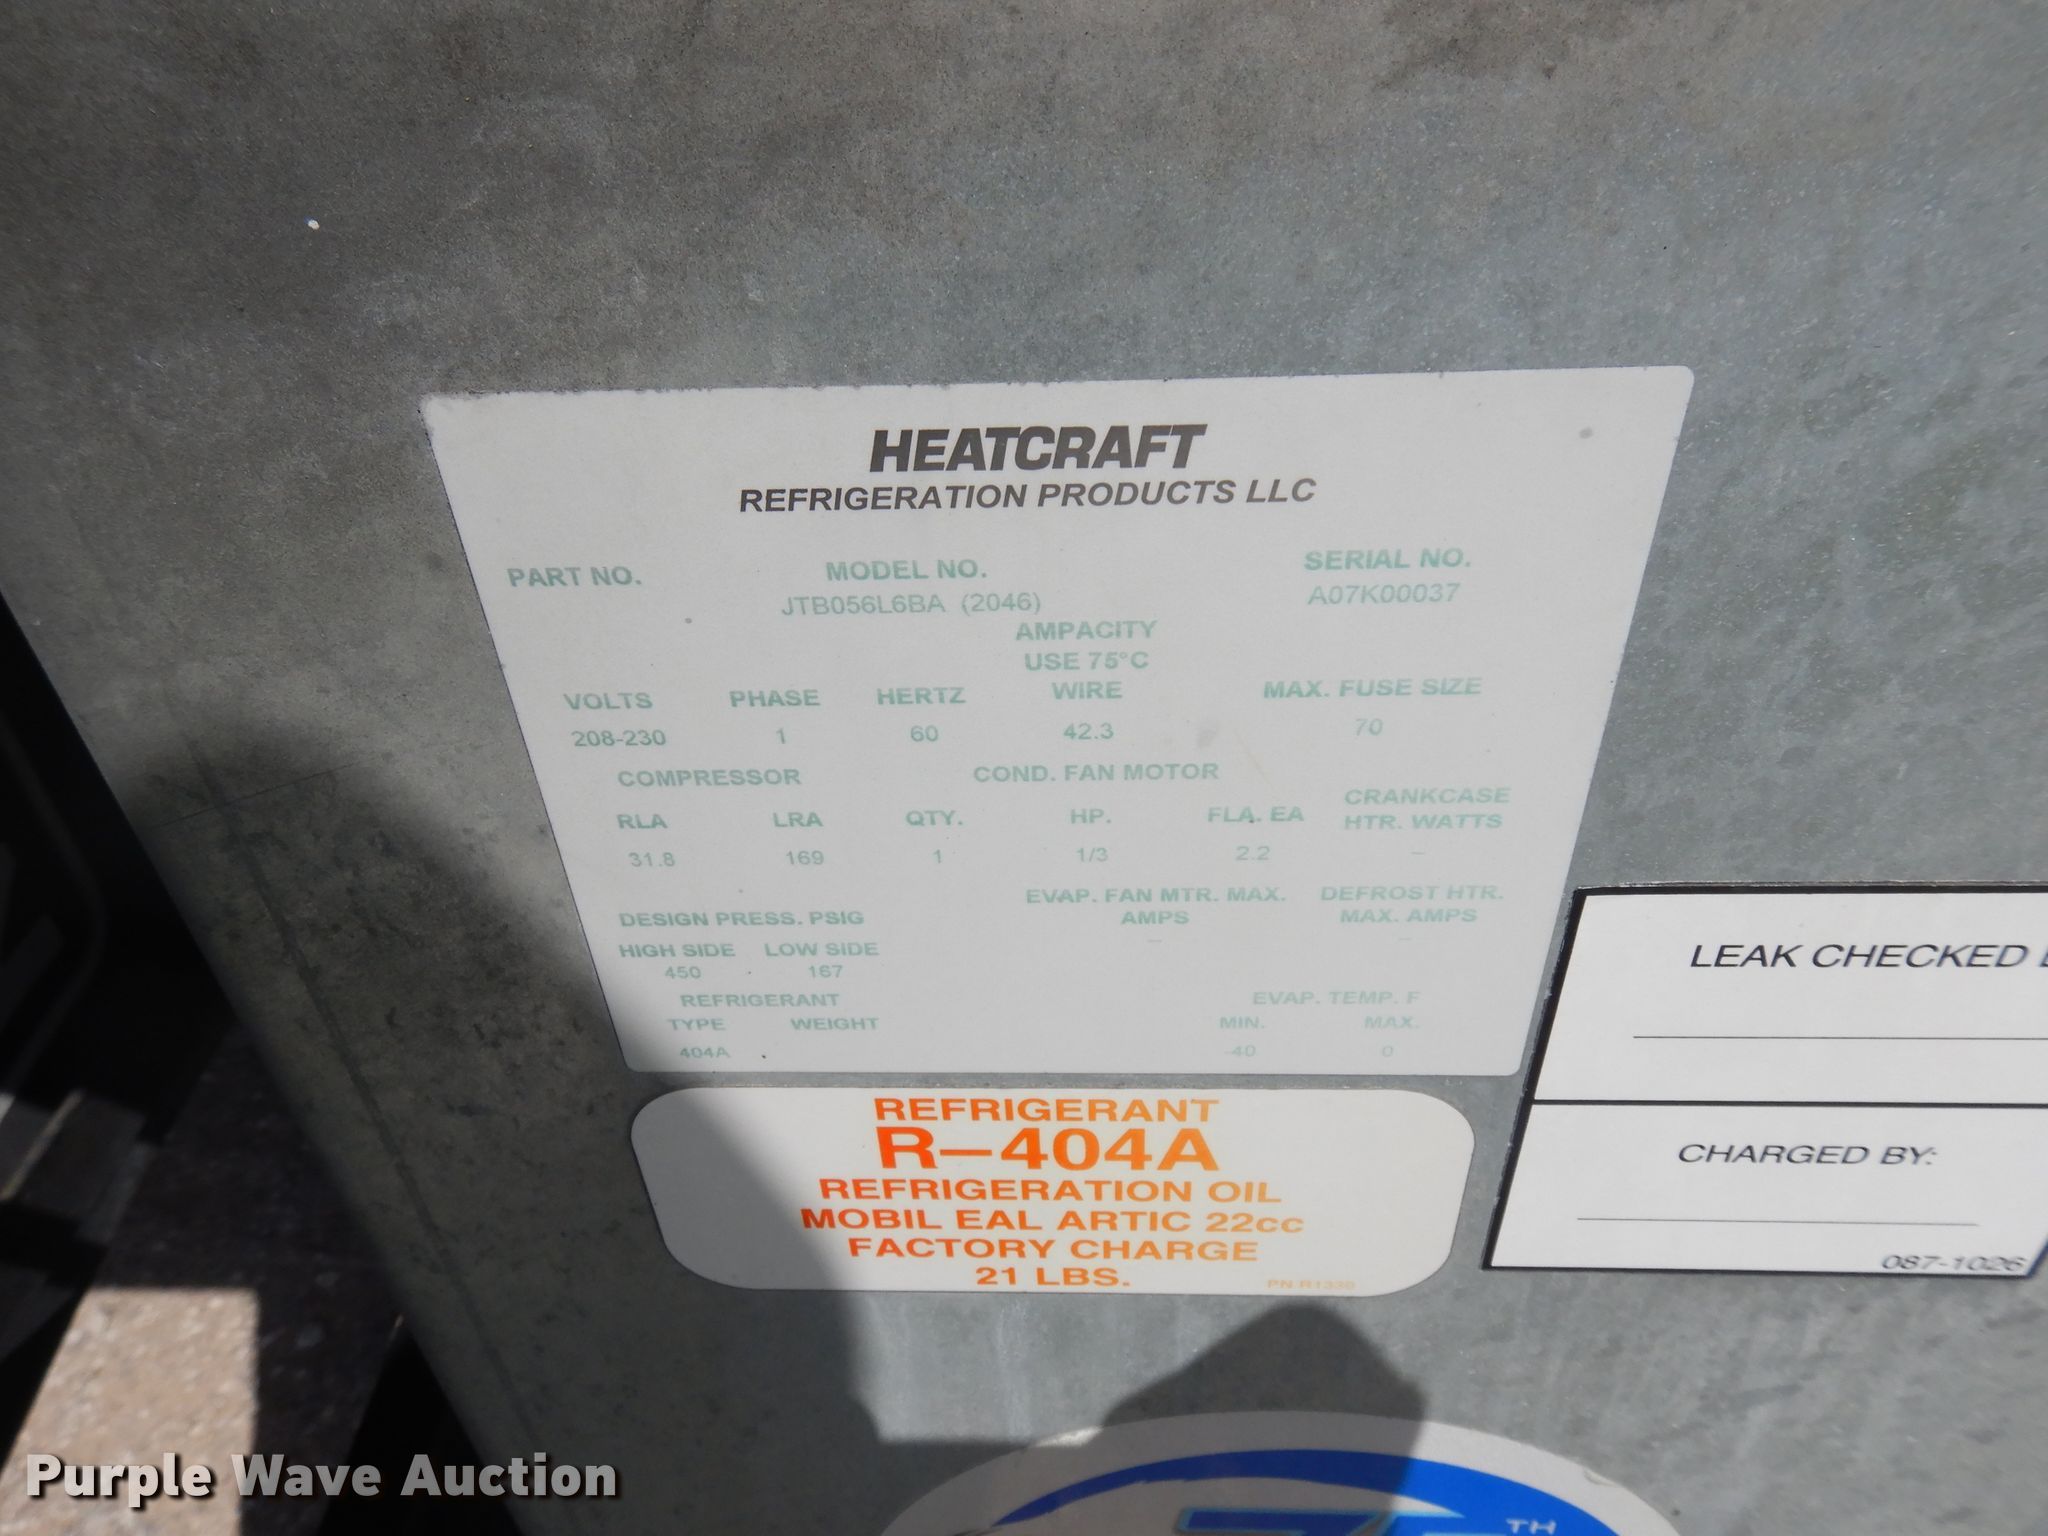 HEATCRAFT
REFRIGERATION PRODUCTS LLC
PART NO. MODEL NO. SERIAL NO.
JTB056L6BA (2046) A07K00037
AMPACITY
USE 75°C
VOLTS PHASE HERTZ WIRE MAX. FUSE SIZE
208-230 1 60 42.3 70
COMPRESSOR COND. FAN MOTOR
CRANKCASE
RLA LRA QTY. HP. FLA. EA HTR. WATTS
31.8 169 1 1/3 2.2 –
EVAP. FAN MTR. MAX. DEFROST HTR.
DESIGN PRESS. PSIG AMPS MAX. AMPS
HIGH SIDE LOW SIDE – –
450 167
REFRIGERANT EVAP. TEMP. F
TYPE WEIGHT MIN. MAX.
404A -40 0
REFRIGERANT
R-404A
REFRIGERATION OIL
MOBIL EAL ARTIC 22cc
FACTORY CHARGE
21 LBS.
PN R1330
LEAK CHECKED
CHARGED BY:
087-1026
TH
Purple Wave Auction